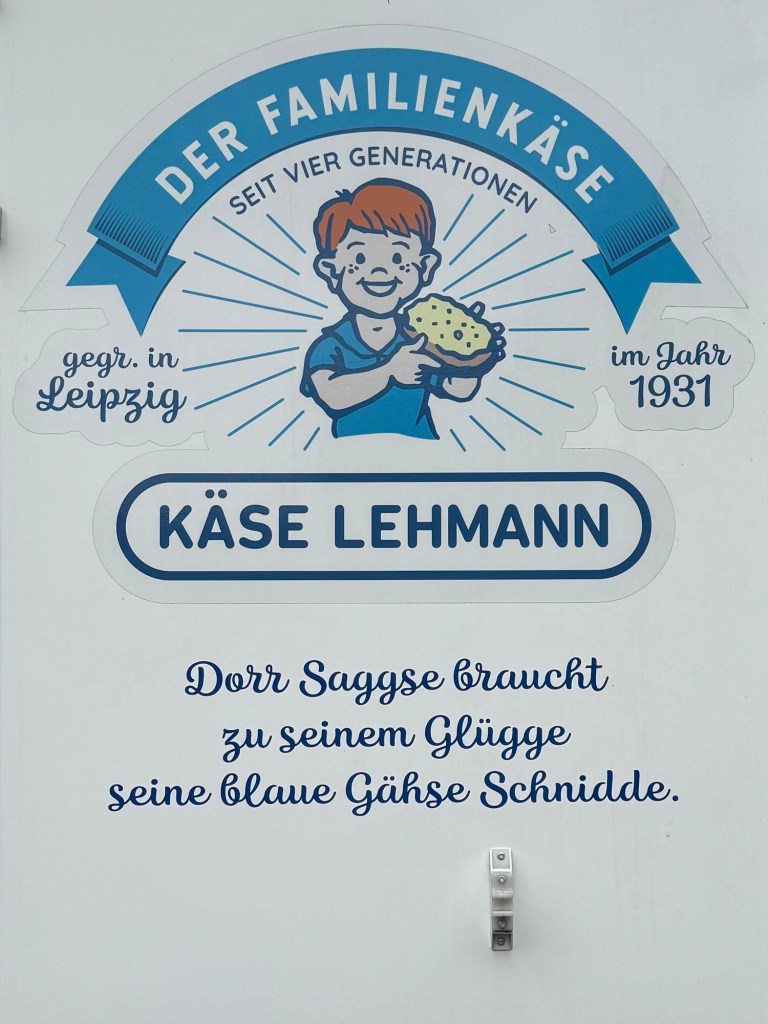 DER FAMILIENKÄSE
SEIT VIER GENERATIONEN
gegr. in
Leipzig
im Jahr
1931
KÄSE LEHMANN
Dorr Saggse braucht
zu seinem Glügge
seine blaue Gähse Schnidde.